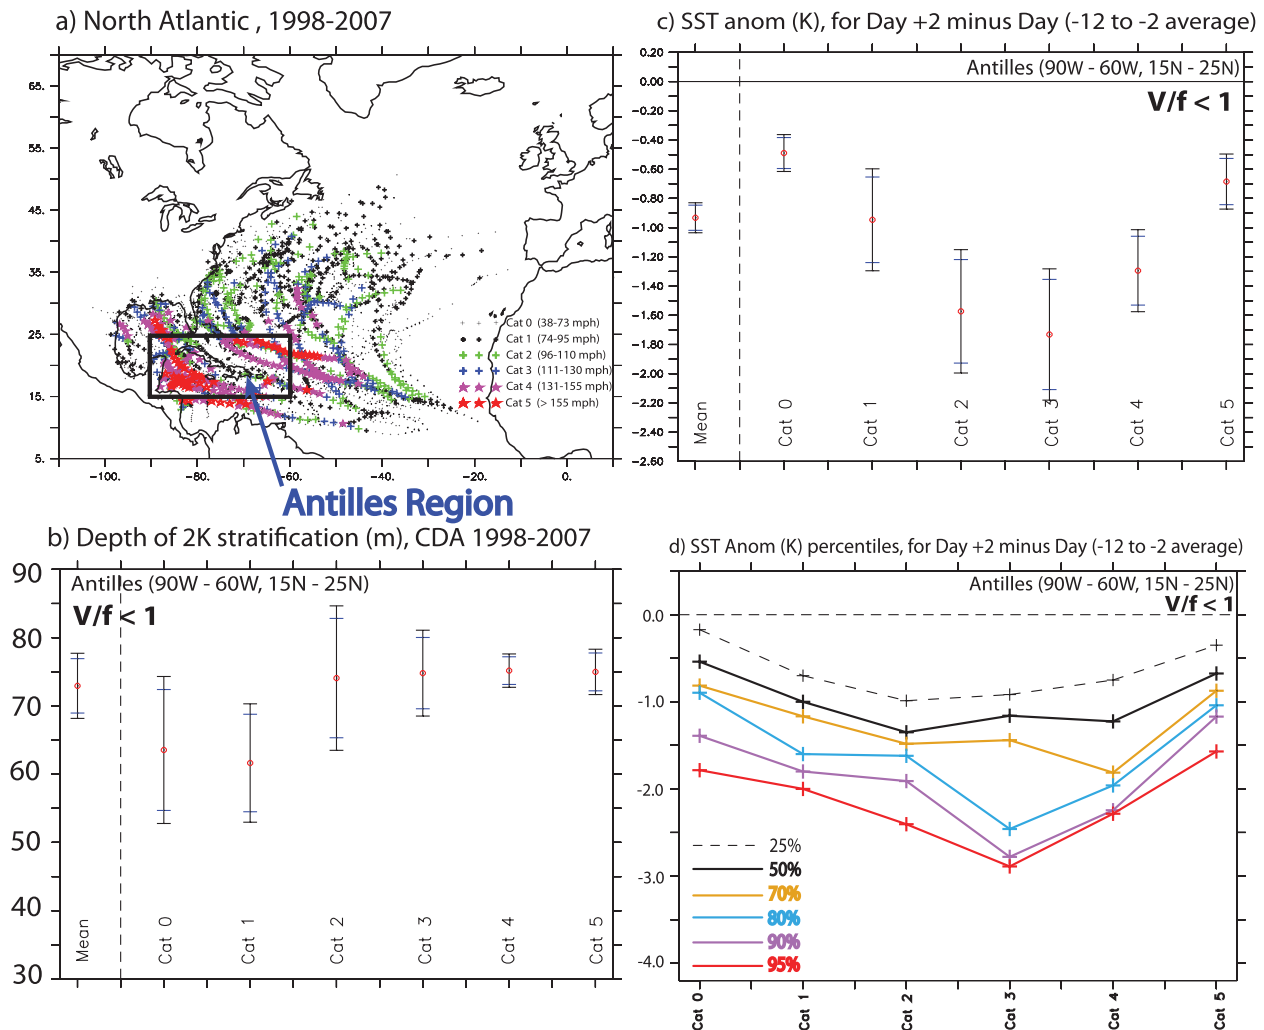 a) North Atlantic , 1998-2007
65.
55.
45.
35.
25.
15.
5.
-100.
-80.
-60.
-40.
-20.
0.
Cat 0 (38-73 mph)
Cat 1 (74-95 mph)
Cat 2 (96-110 mph)
Cat 3 (111-130 mph)
Cat 4 (131-155 mph)
Cat 5 (> 155 mph)
Antilles Region
c) SST anom (K), for Day +2 minus Day (-12 to -2 average)
Antilles (90W - 60W, 15N - 25N)
V/f < 1
0.20
0.00
-0.20
-0.40
-0.60
-0.80
-1.00
-1.20
-1.40
-1.60
-1.80
-2.00
-2.20
-2.40
-2.60
Mean
Cat 0
Cat 1
Cat 2
Cat 3
Cat 4
Cat 5
b) Depth of 2K stratification (m), CDA 1998-2007
Antilles (90W - 60W, 15N - 25N)
V/f < 1
90
80
70
60
50
40
30
Mean
Cat 0
Cat 1
Cat 2
Cat 3
Cat 4
Cat 5
d) SST Anom (K) percentiles, for Day +2 minus Day (-12 to -2 average)
Antilles (90W - 60W, 15N - 25N)
V/f < 1
0.0
-1.0
-2.0
-3.0
-4.0
25%
50%
70%
80%
90%
95%
Cat 0
Cat 1
Cat 2
Cat 3
Cat 4
Cat 5